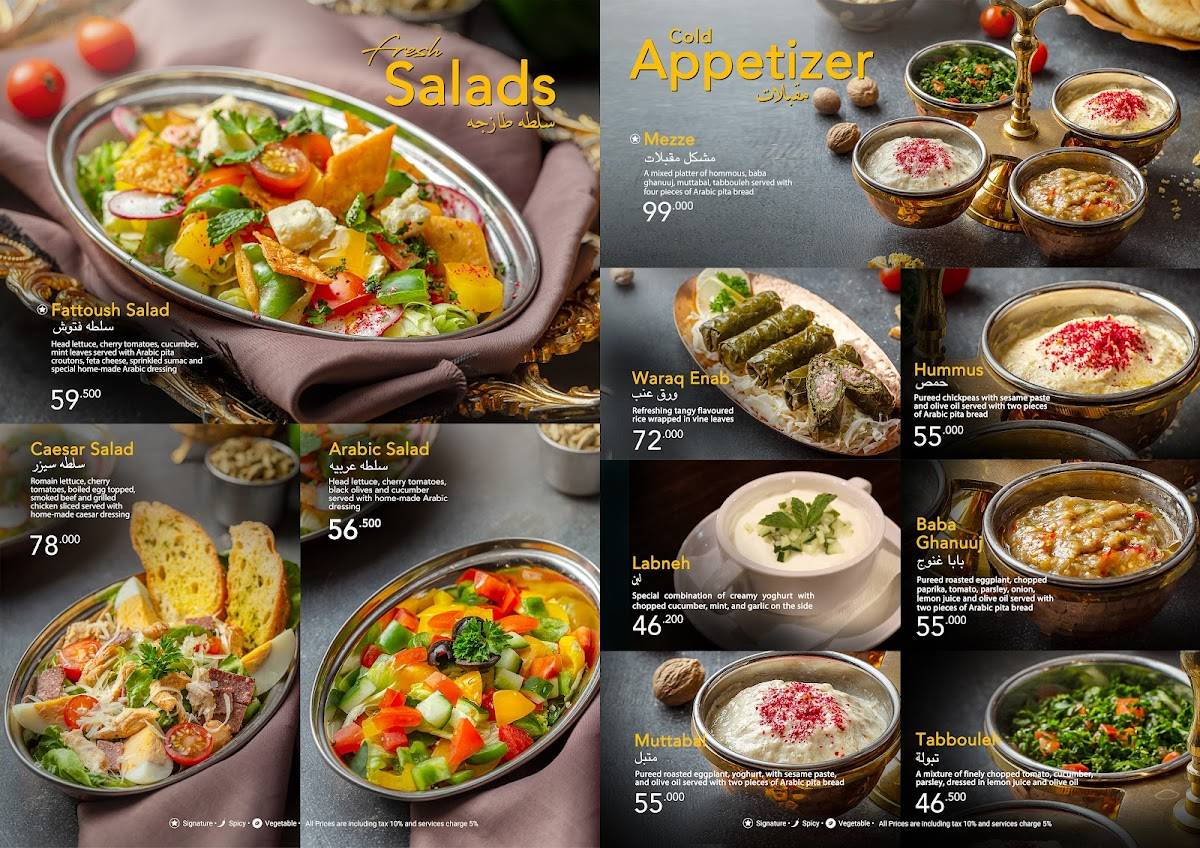 Fresh
Salads
سلطه طازجه
Fattoush Salad
سلطه فتوش
Head lettuce, cherry tomatoes, cucumber,
mint leaves served with Arabic pita
croutons, feta cheese, sprinkled sumac and
special home-made Arabic dressing
59.500
Caesar Salad
سلطه سيزر
Romain lettuce, cherry
tomatoes, boiled egg topped,
smoked beef and grilled
chicken sliced served with
home-made caesar dressing
78.000
Arabic Salad
سلطه عربيه
Head lettuce, cherry tomatoes,
black olives and cucumber
served with home-made Arabic
dressing
56.500
Signature • Spicy • Vegetable • All Prices are including tax 10% and services charge 5%
Cold
Appetizer
مقبلات
Mezze
مشكل مقبلات
A mixed platter of hommous, baba
ghanuuj, muttabal, tabbouleh served with
four pieces of Arabic pita bread
99.000
Waraq Enab
ورق عنب
Refreshing tangy flavoured
rice wrapped in vine leaves
72.000
Hummus
حمص
Pureed chickpeas with sesame paste
and olive oil served with two pieces
of Arabic pita bread
55.000
Labneh
لبن
Special combination of creamy yoghurt with
chopped cucumber, mint, and garlic on the side
46.200
Baba
Ghanuuj
بابا غنوج
Pureed roasted eggplant, chopped
paprika, tomato, parsley, onion,
lemon juice and olive oil served with
two pieces of Arabic pita bread
55.000
Muttabal
متبل
Pureed roasted eggplant, yoghurt, with sesame paste,
and olive oil served with two pieces of Arabic pita bread
55.000
Tabbouleh
تبولة
A mixture of finely chopped tomato, cucumber,
parsley, dressed in lemon juice and olive oil
46.500
Signature • Spicy • Vegetable • All Prices are including tax 10% and services charge 5%